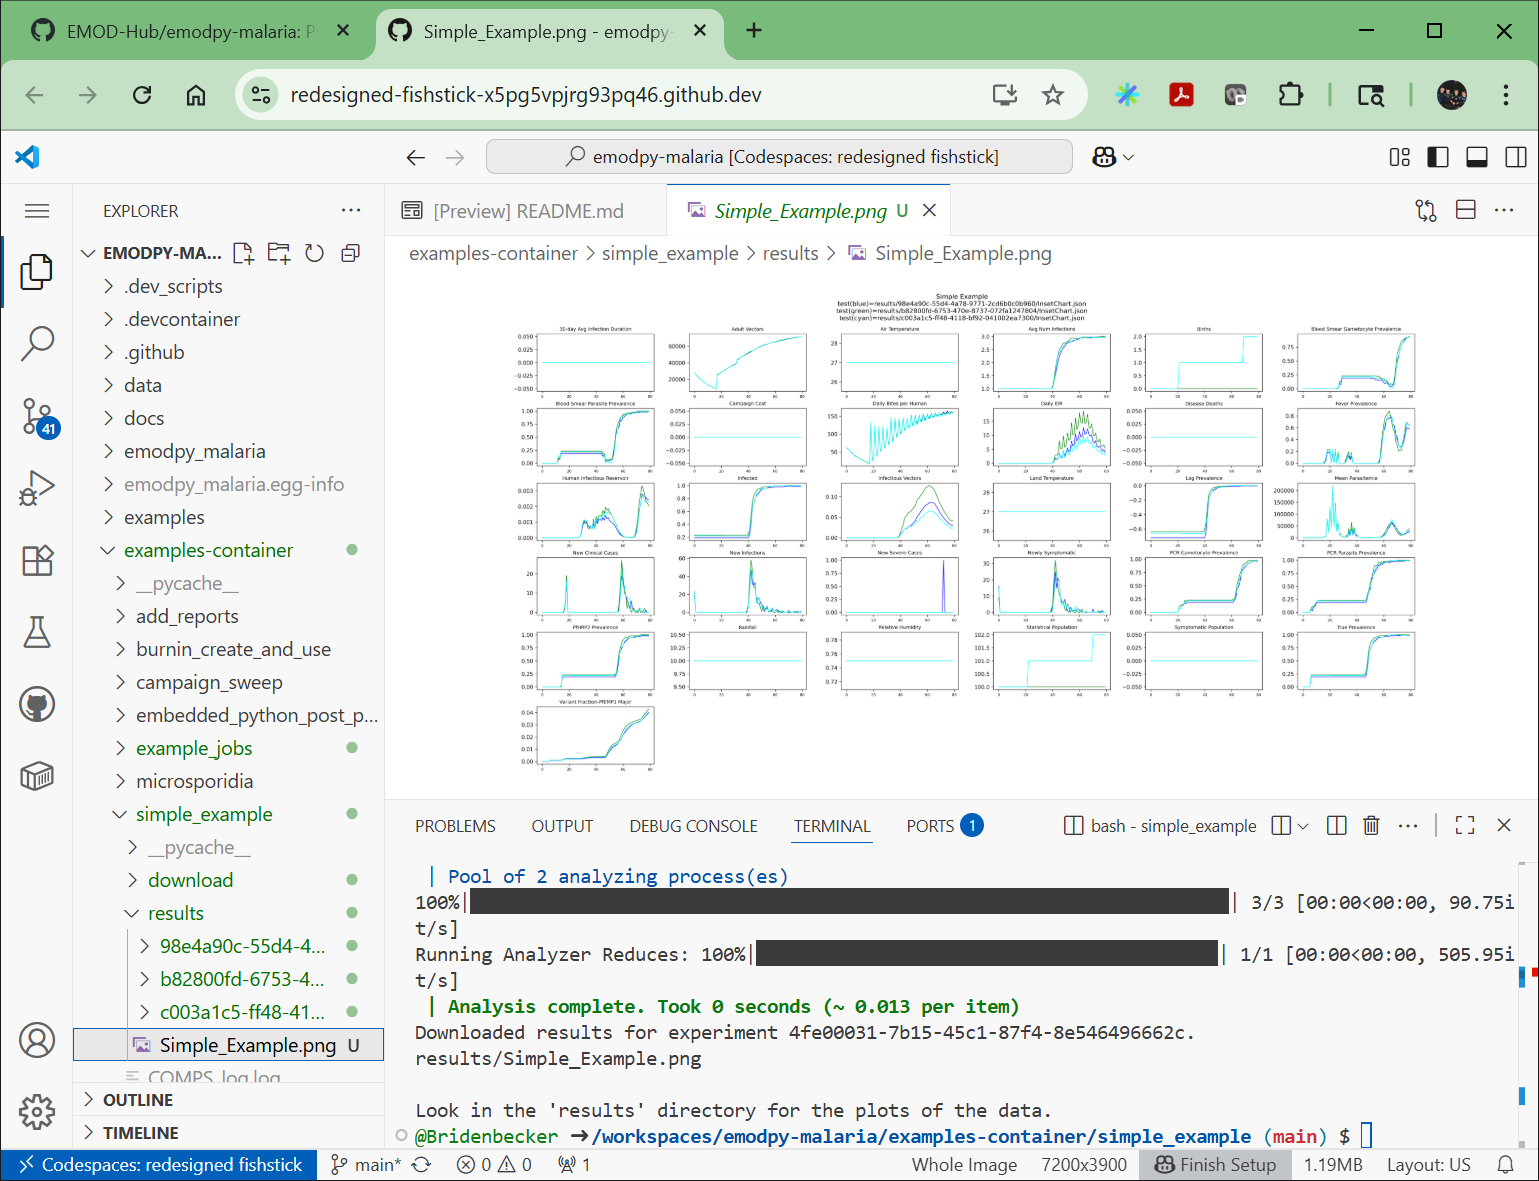 EMOD-Hub/emodpy-malaria: P
Simple_Example.png - emodpy-
redesigned-fishstick-x5pg5vpjrg93pq46.github.dev
emodpy-malaria [Codespaces: redesigned fishstick]
EXPLORER
[Preview] README.md
Simple_Example.png U
EMODPY-MA...
examples-container > simple_example > results > Simple_Example.png
.dev_scripts
.devcontainer
.github
data
docs
emodpy_malaria
emodpy_malaria.egg-info
examples
examples-container
__pycache__
add_reports
burnin_create_and_use
campaign_sweep
embedded_python_post_p...
example_jobs
microsporidia
simple_example
__pycache__
download
results
98e4a90c-55d4-4...
b82800fd-6753-4...
c003a1c5-ff48-41...
Simple_Example.png U
COMPS_log.log
OUTLINE
TIMELINE
41
Simple Example
test(blue)=results/98e4a90c-55d4-4a78-9771-2cd6b0c0b960/InsetChart.json
test(green)=results/b82800fd-6753-470e-8737-072fa1247804/InsetChart.json
test(cyan)=results/c003a1c5-ff48-4118-bf92-041002ea7300/InsetChart.json
30-day Avg Infection Duration
Adult Vectors
Air Temperature
Avg Num Infections
Births
Blood Smear Gametocyte Prevalence
Blood Smear Parasite Prevalence
Campaign Cost
Daily Bites per Human
Daily EIR
Disease Deaths
Fever Prevalence
Human Infectious Reservoir
Infected
Infectious Vectors
Land Temperature
Log Prevalence
Mean Parasitemia
New Clinical Cases
New Infections
New Severe Cases
Newly Symptomatic
PCR Gametocyte Prevalence
PCR Parasite Prevalence
PfHRP2 Prevalence
Rainfall
Relative Humidity
Statistical Population
Symptomatic Population
True Prevalence
Variant Fraction-PfEMP1 Major
PROBLEMS
OUTPUT
DEBUG CONSOLE
TERMINAL
PORTS 1
bash - simple_example
| Pool of 2 analyzing process(es)
100%| | 3/3 [00:00<00:00, 90.75i
t/s]
Running Analyzer Reduces: 100%| | 1/1 [00:00<00:00, 505.95i
t/s]
| Analysis complete. Took 0 seconds (~ 0.013 per item)
Downloaded results for experiment 4fe00031-7b15-45c1-87f4-8e546496662c.
results/Simple_Example.png
Look in the 'results' directory for the plots of the data.
@Bridenbecker ➜/workspaces/emodpy-malaria/examples-container/simple_example (main) $
Codespaces: redesigned fishstick
main*
0
0
1
Whole Image
7200x3900
Finish Setup
1.19MB
Layout: US